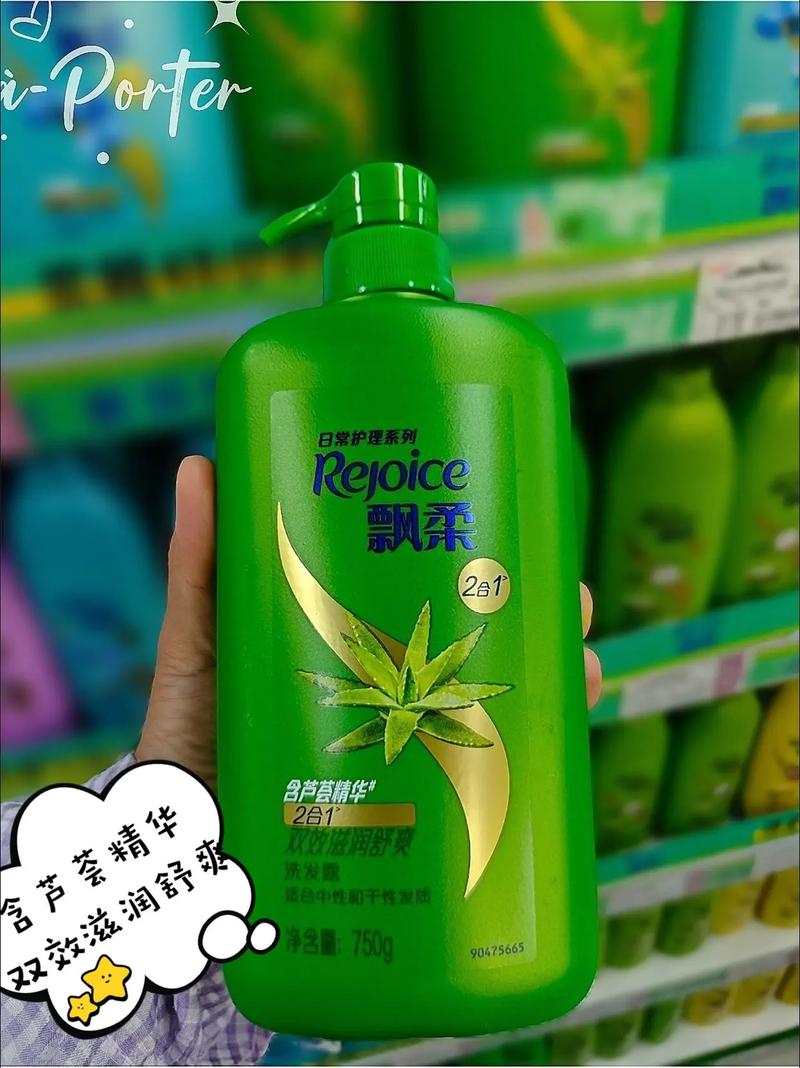 à-Porter
日常护理系列
Rejoice
飘柔
2合1>
含芦荟精华#
2合1>
双效滋润舒爽
洗发露
适合中性和干性发质
净含量: 750g
90475665
含芦荟精华
双效滋润舒爽